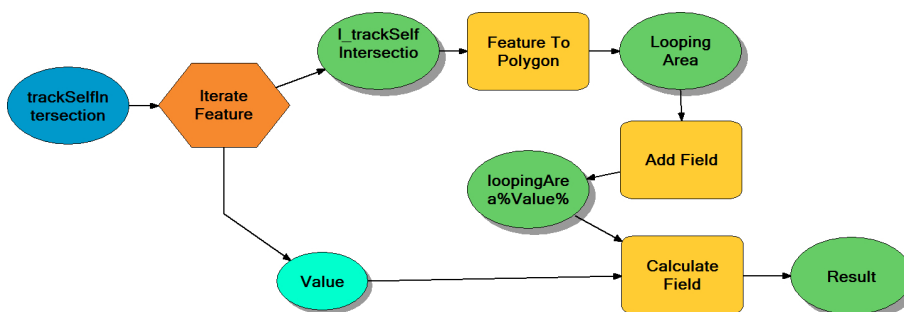 I_trackSelf
Intersectio
Feature To
Polygon
Looping
Area
trackSelfIn
tersection
Iterate
Feature
Add Field
loopingAre
a%Value%
Value
Calculate
Field
Result